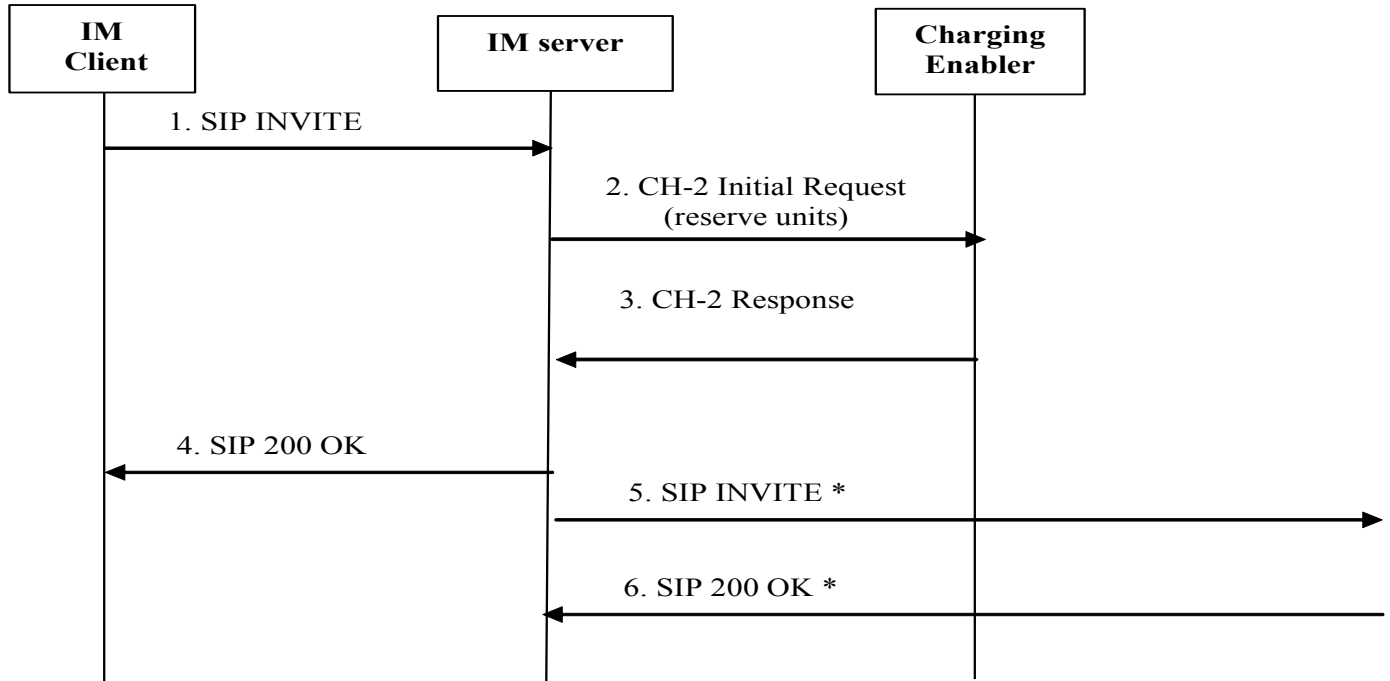 IM
Client
IM server
Charging
Enabler
1. SIP INVITE
2. CH-2 Initial Request
(reserve units)
3. CH-2 Response
4. SIP 200 OK
5. SIP INVITE *
6. SIP 200 OK *